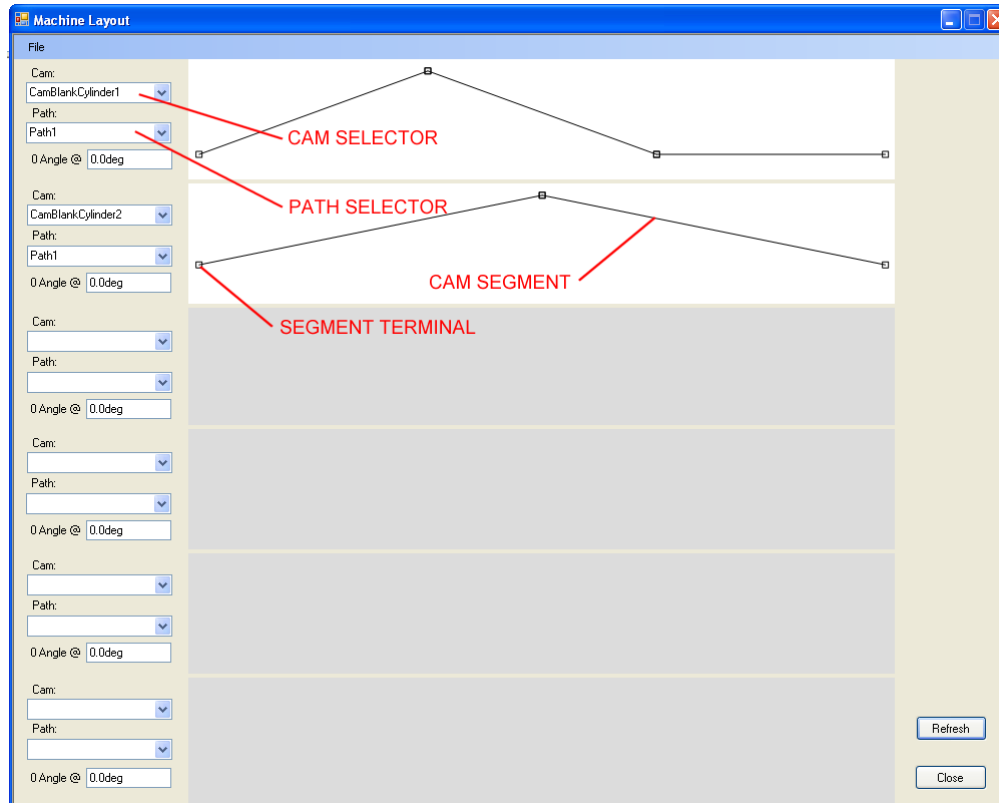 Machine Layout
File
Cam:
CamBlankCylinder1
Path:
Path1
0 Angle @ 0.0deg
CAM SELECTOR
Cam:
CamBlankCylinder2
Path:
Path1
0 Angle @ 0.0deg
PATH SELECTOR
CAM SEGMENT
SEGMENT TERMINAL
Cam:
Path:
0 Angle @ 0.0deg
Cam:
Path:
0 Angle @ 0.0deg
Cam:
Path:
0 Angle @ 0.0deg
Cam:
Path:
0 Angle @ 0.0deg
Refresh
Close